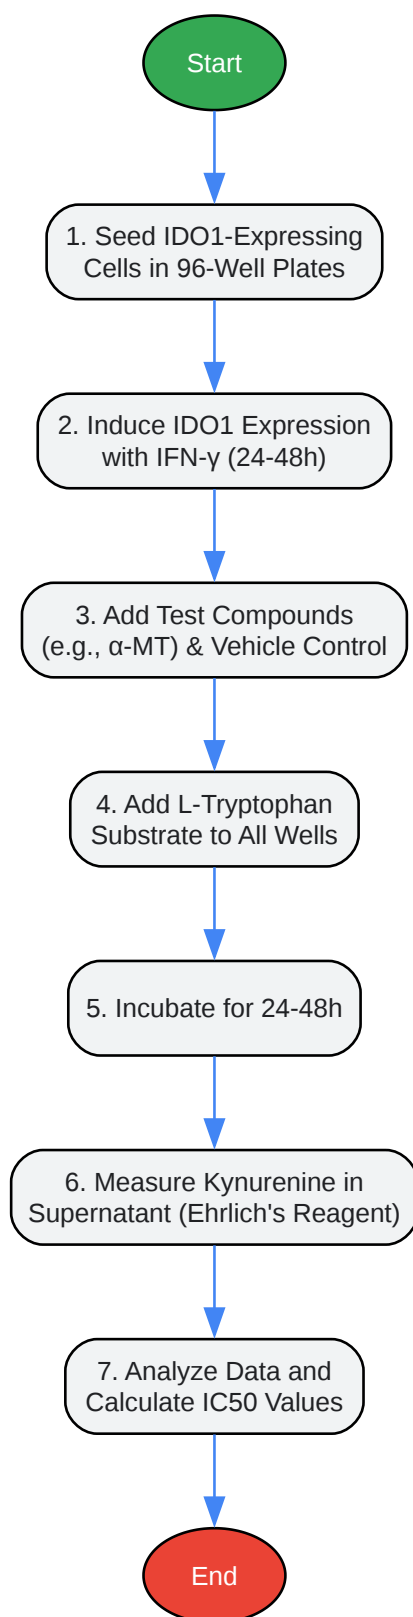 Start
1. Seed IDO1-Expressing
Cells in 96-Well Plates
2. Induce IDO1 Expression
with IFN-γ (24-48h)
3. Add Test Compounds
(e.g., α-MT) & Vehicle Control
4. Add L-Tryptophan
Substrate to All Wells
5. Incubate for 24-48h
6. Measure Kynurenine in
Supernatant (Ehrlich's Reagent)
7. Analyze Data and
Calculate IC50 Values
End